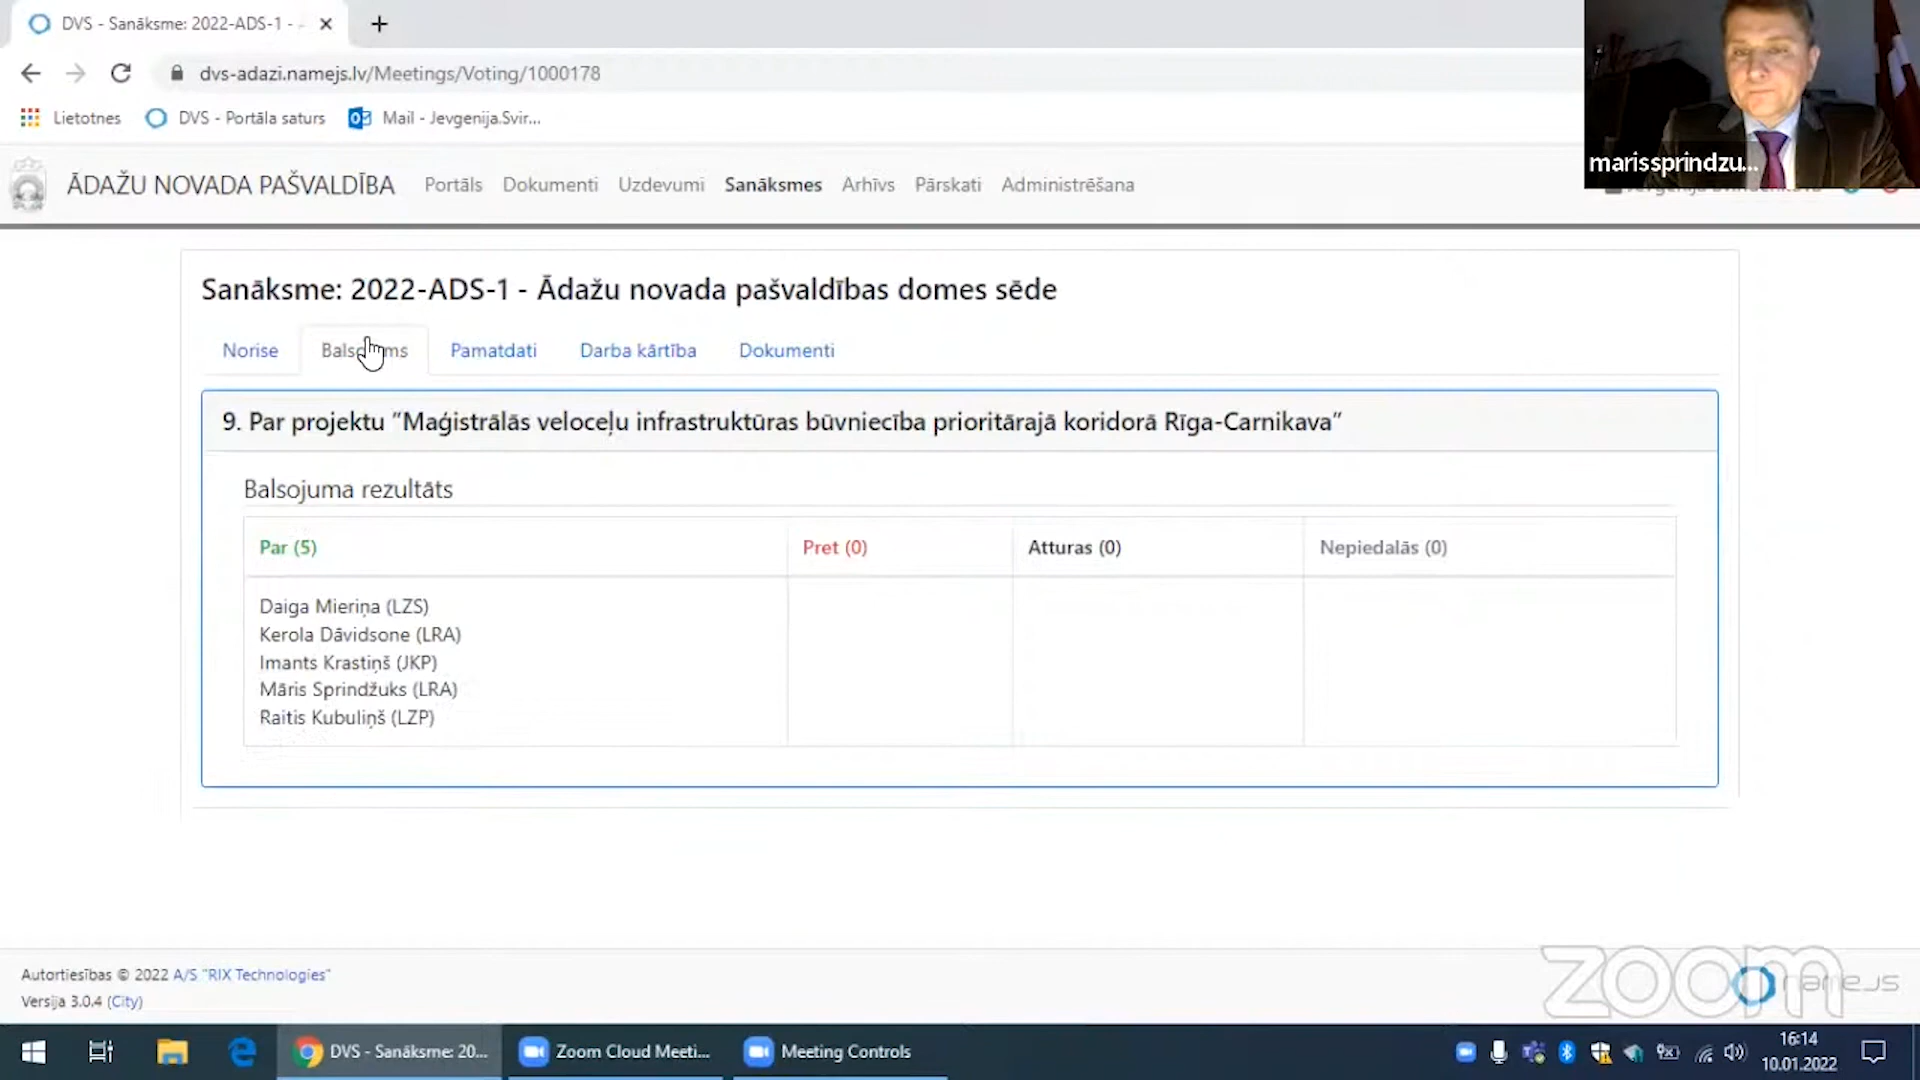 DVS - Sanāksme: 2022-ADS-1 -
dvs-adazi.namejs.lv/Meetings/Voting/1000178
Lietotnes
DVS - Portāla saturs
Mail - Jevgenija.Svir...
marissprindzu...
ĀDAŽU NOVADA PAŠVALDĪBA
Portāls
Dokumenti
Uzdevumi
Sanāksmes
Arhīvs
Pārskati
Administrēšana
Sanāksme: 2022-ADS-1 - Ādažu novada pašvaldības domes sēde
Norise
Pamatdati
Darba kārtība
Dokumenti
9. Par projektu “Maģistrālās veloceļu infrastruktūras būvniecība prioritārajā koridorā Rīga-Carnikava”
Balsojuma rezultāts
Par (5)
Pret (0)
Atturas (0)
Nepiedalās (0)
Daiga Mieriņa (LZS)
Kerola Dāvidsone (LRA)
Imants Krastiņš (JKP)
Māris Sprindžuks (LRA)
Raitis Kubuliņš (LZP)
Autortiesības © 2022 A/S "RIX Technologies"
Versija 3.0.4 (City)
zoom
namejs
DVS - Sanāksme: 20...
Zoom Cloud Meeti...
Meeting Controls
16:14
10.01.2022